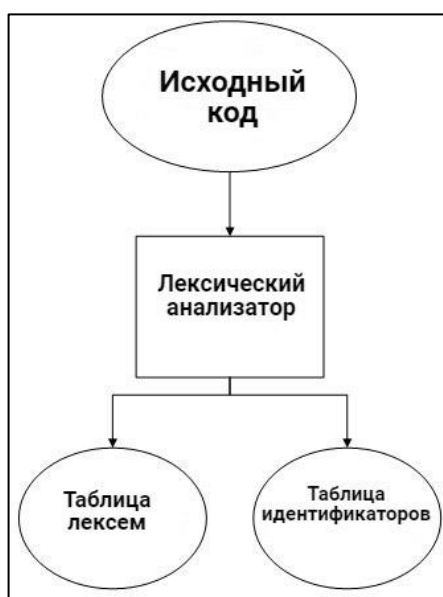 Исходный
код
Лексический
анализатор
Таблица
лексем
Таблица
идентификаторов